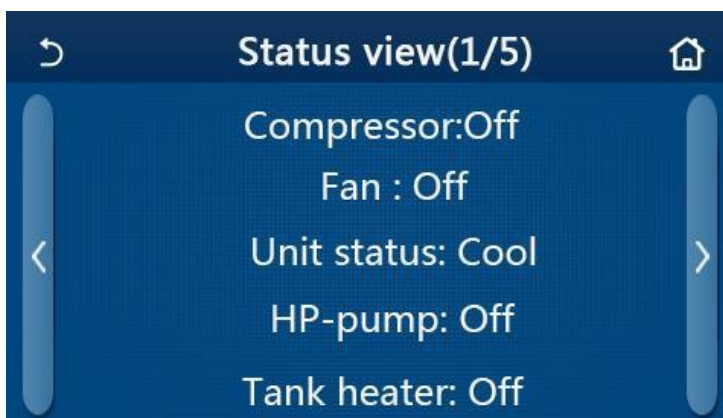 Status view(1/5)
Compressor:Off
Fan : Off
Unit status: Cool
HP-pump: Off
Tank heater: Off